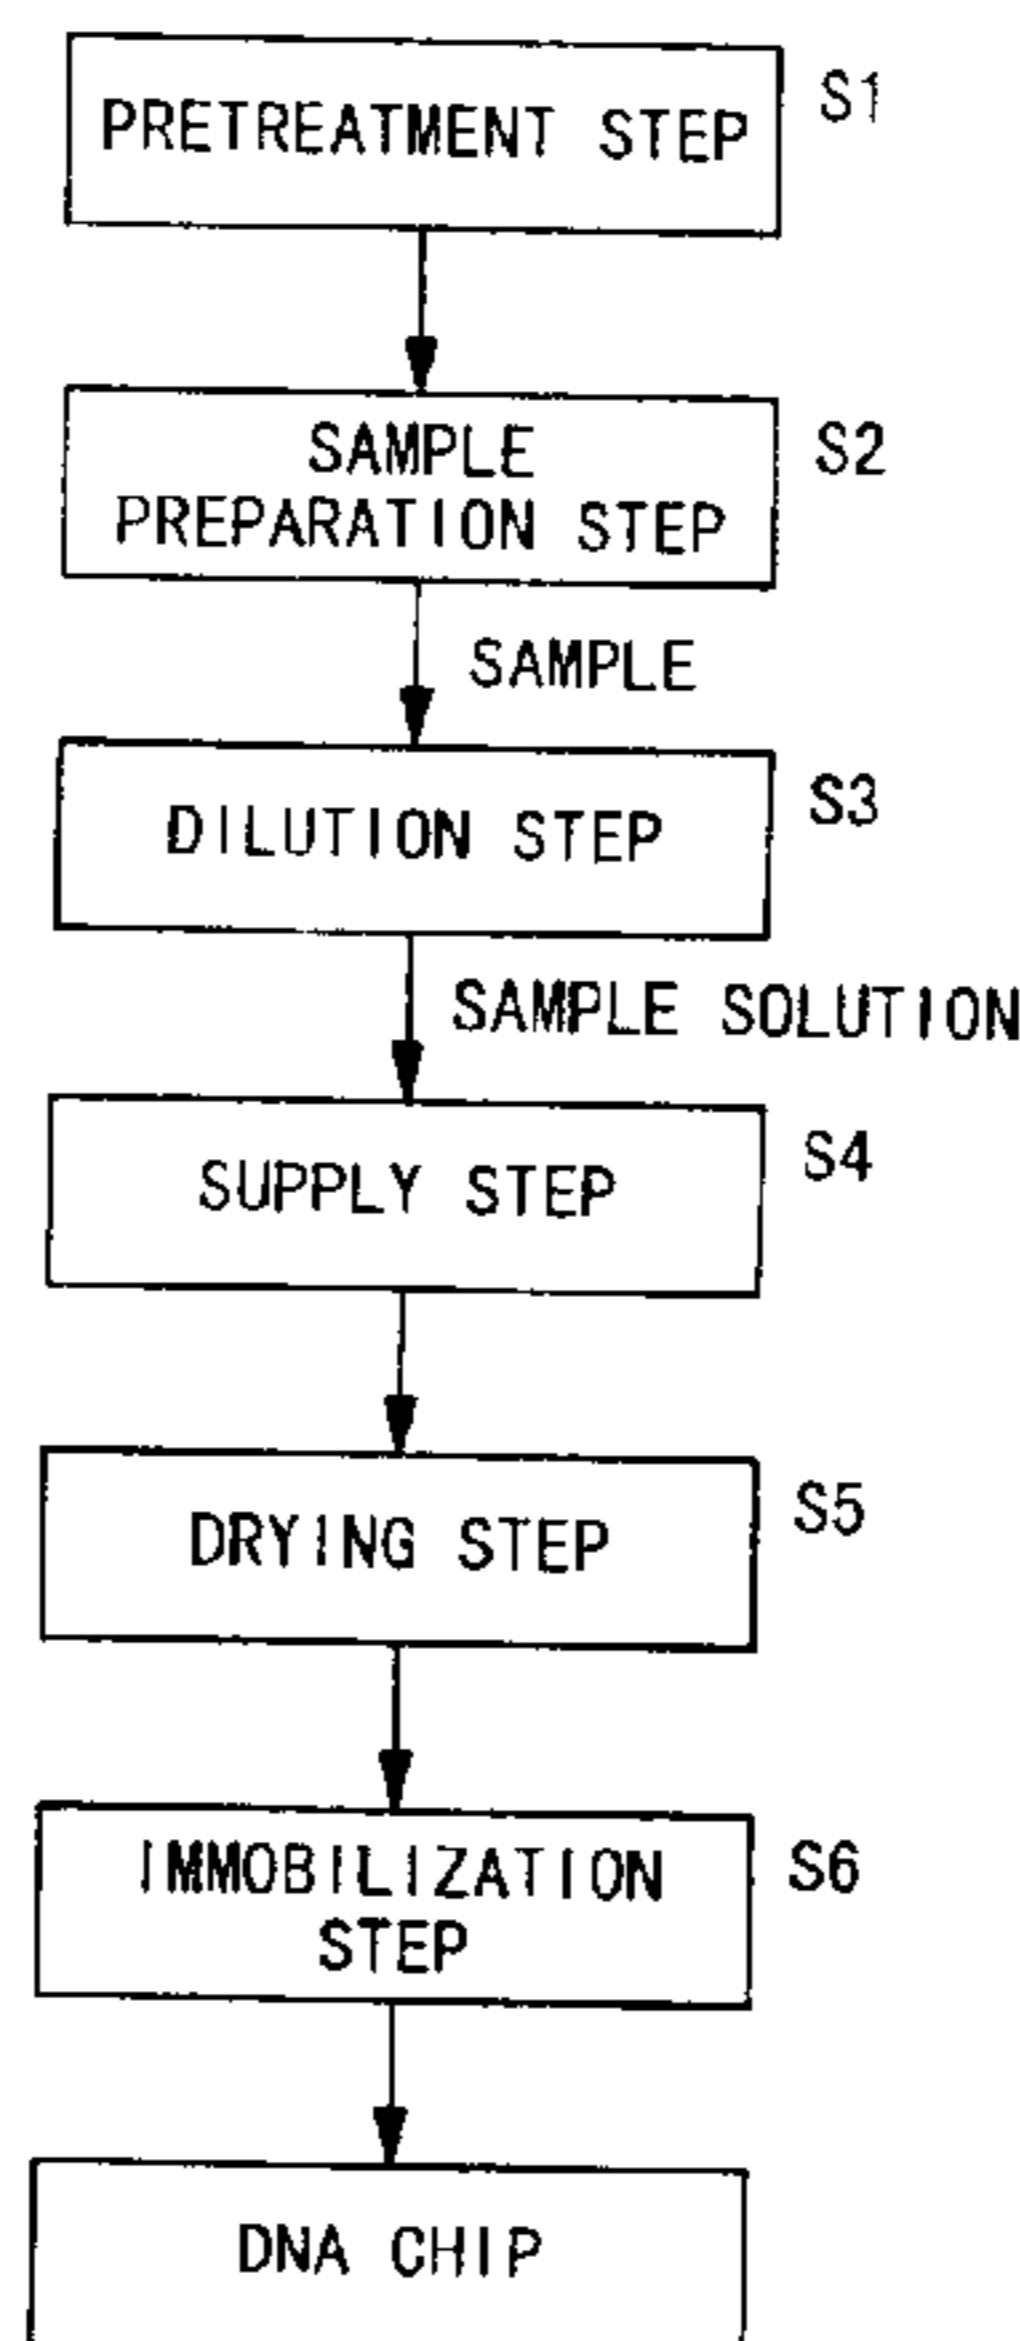 PRETREATMENT STEP
S1
SAMPLE
PREPARATION STEP
S2
SAMPLE
DILUTION STEP
S3
SAMPLE SOLUTION
SUPPLY STEP
S4
DRYING STEP
S5
IMMOBILIZATION
STEP
S6
DNA CHIP